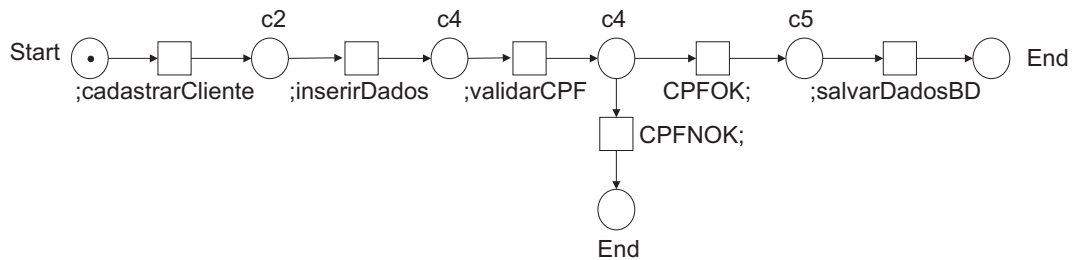 c2 c4 c4 c5
Start End
;cadastrarCliente ;inserirDados ;validarCPF CPFOK; ;salvarDadosBD
CPFNOK;
End